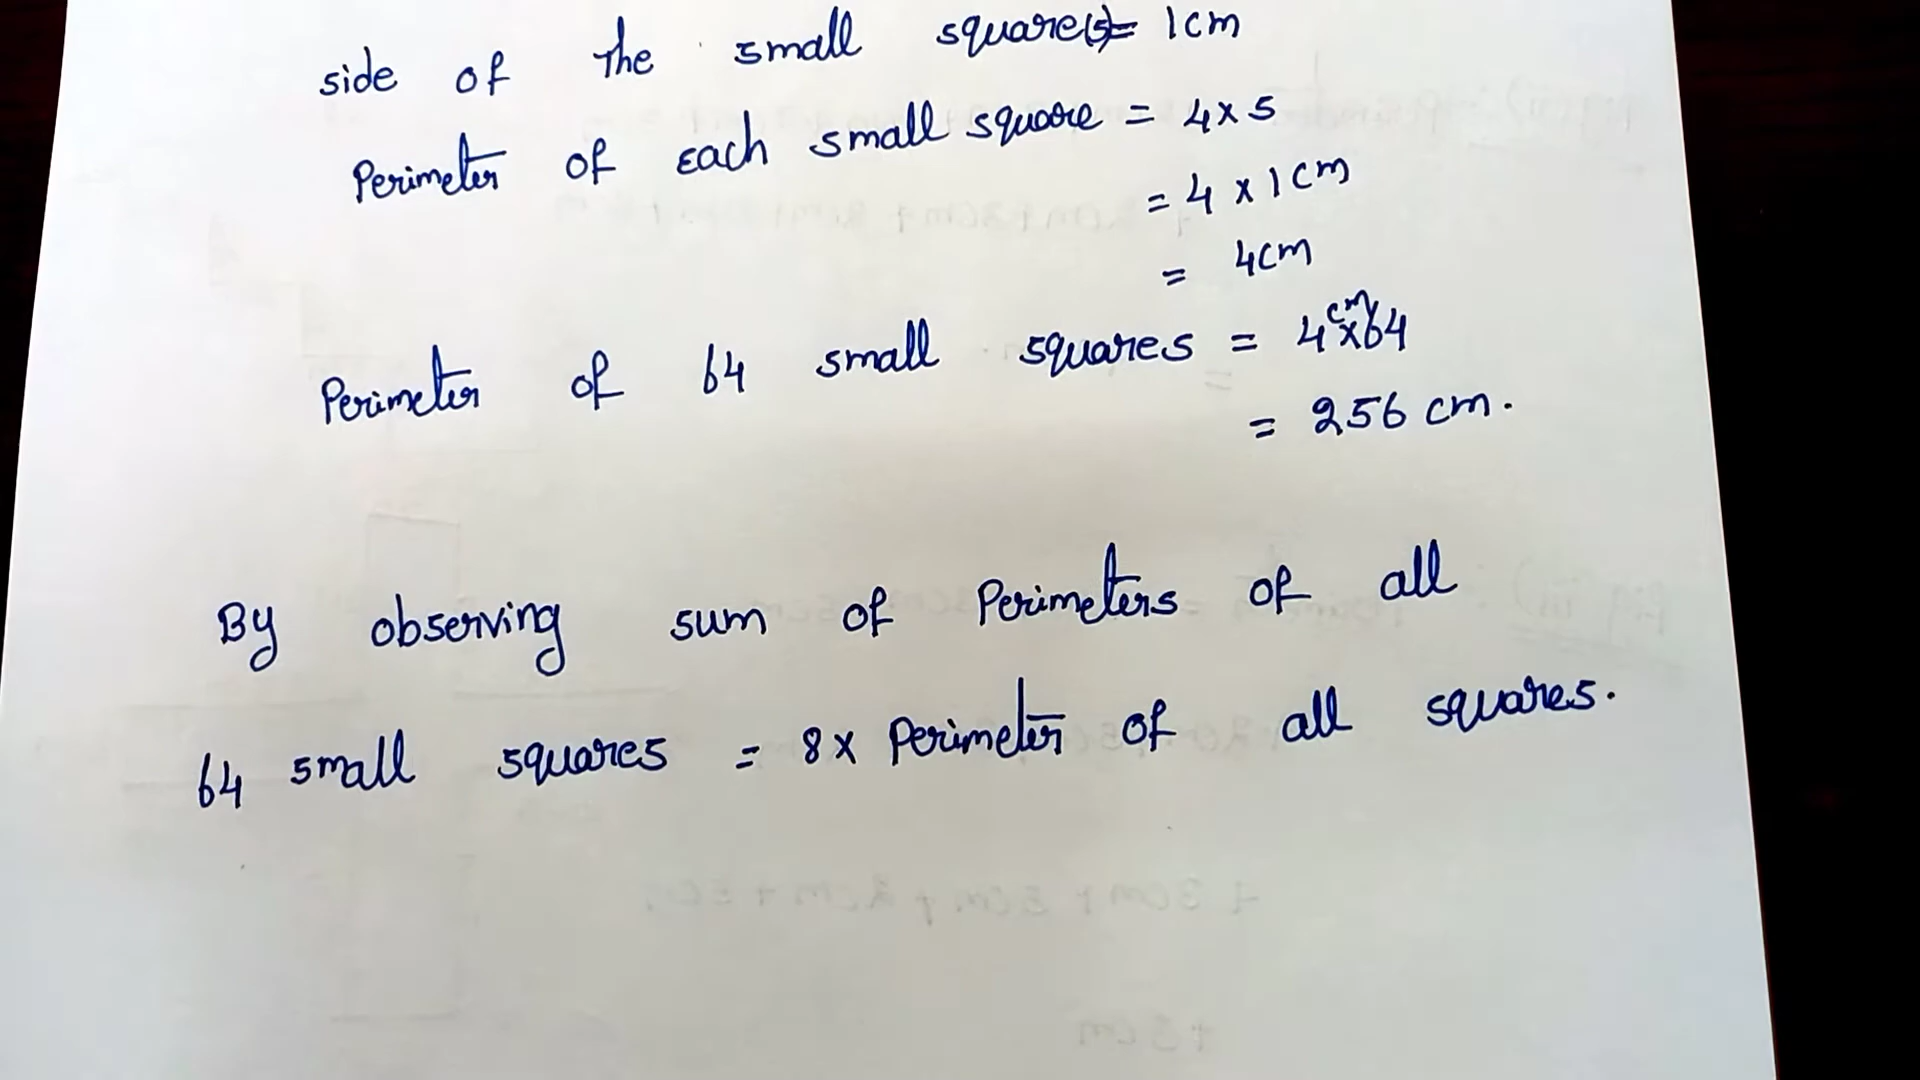 side of the small square(s)= 1cm
Perimeter of each small square = 4 x s
= 4 x 1cm
= 4cm
Perimeter of 64 small squares = 4cm x 64
= 256 cm.
By observing sum of Perimeters of all
64 small squares = 8x Perimeter of all squares.